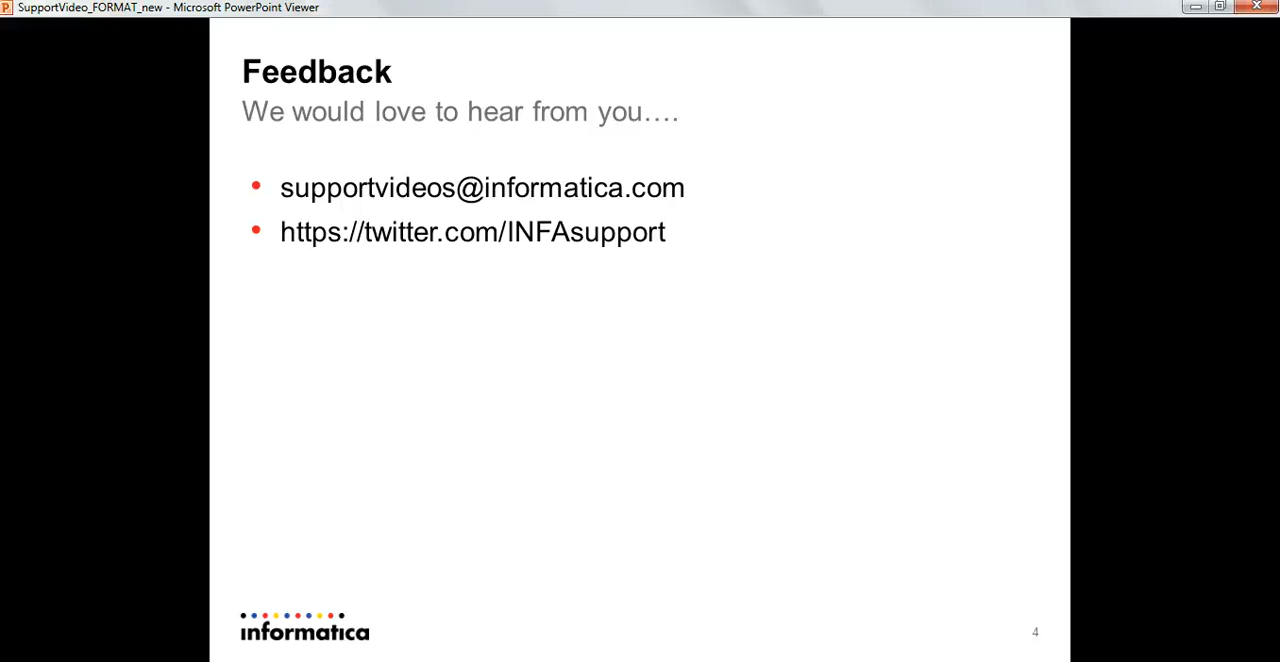 SupportVideo_FORMAT_new - Microsoft PowerPoint Viewer
Feedback
We would love to hear from you….
• supportvideos@informatica.com
• https://twitter.com/INFAsupport
informatica
4